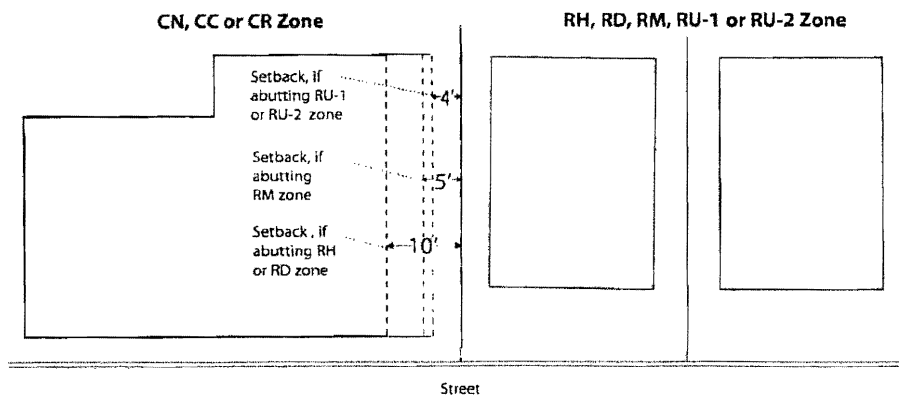 CN, CC or CR Zone
RH, RD, RM, RU-1 or RU-2 Zone
Setback, if
abutting RU-1
or RU-2 zone
4'
Setback, if
abutting
RM zone
5'
Setback, if
abutting RH
or RD zone
10'
Street